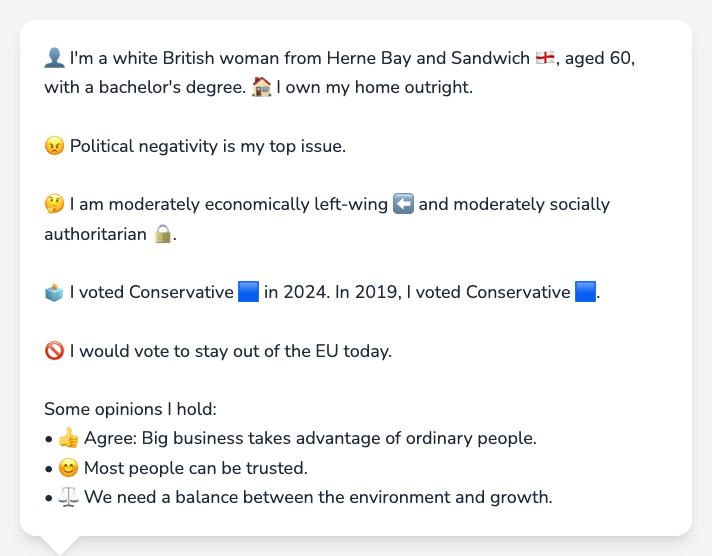 👤 I'm a white British woman from Herne Bay and Sandwich 🏴󠁧󠁢󠁥󠁮󠁧󠁿, aged 60,
with a bachelor's degree. 🏠 I own my home outright.
😠 Political negativity is my top issue.
🤔 I am moderately economically left-wing ⬅️ and moderately socially
authoritarian 🔒.
🗳️ I voted Conservative 🟦 in 2024. In 2019, I voted Conservative 🟦.
🚫 I would vote to stay out of the EU today.
Some opinions I hold:
• 👍 Agree: Big business takes advantage of ordinary people.
• 😊 Most people can be trusted.
• ⚖️ We need a balance between the environment and growth.